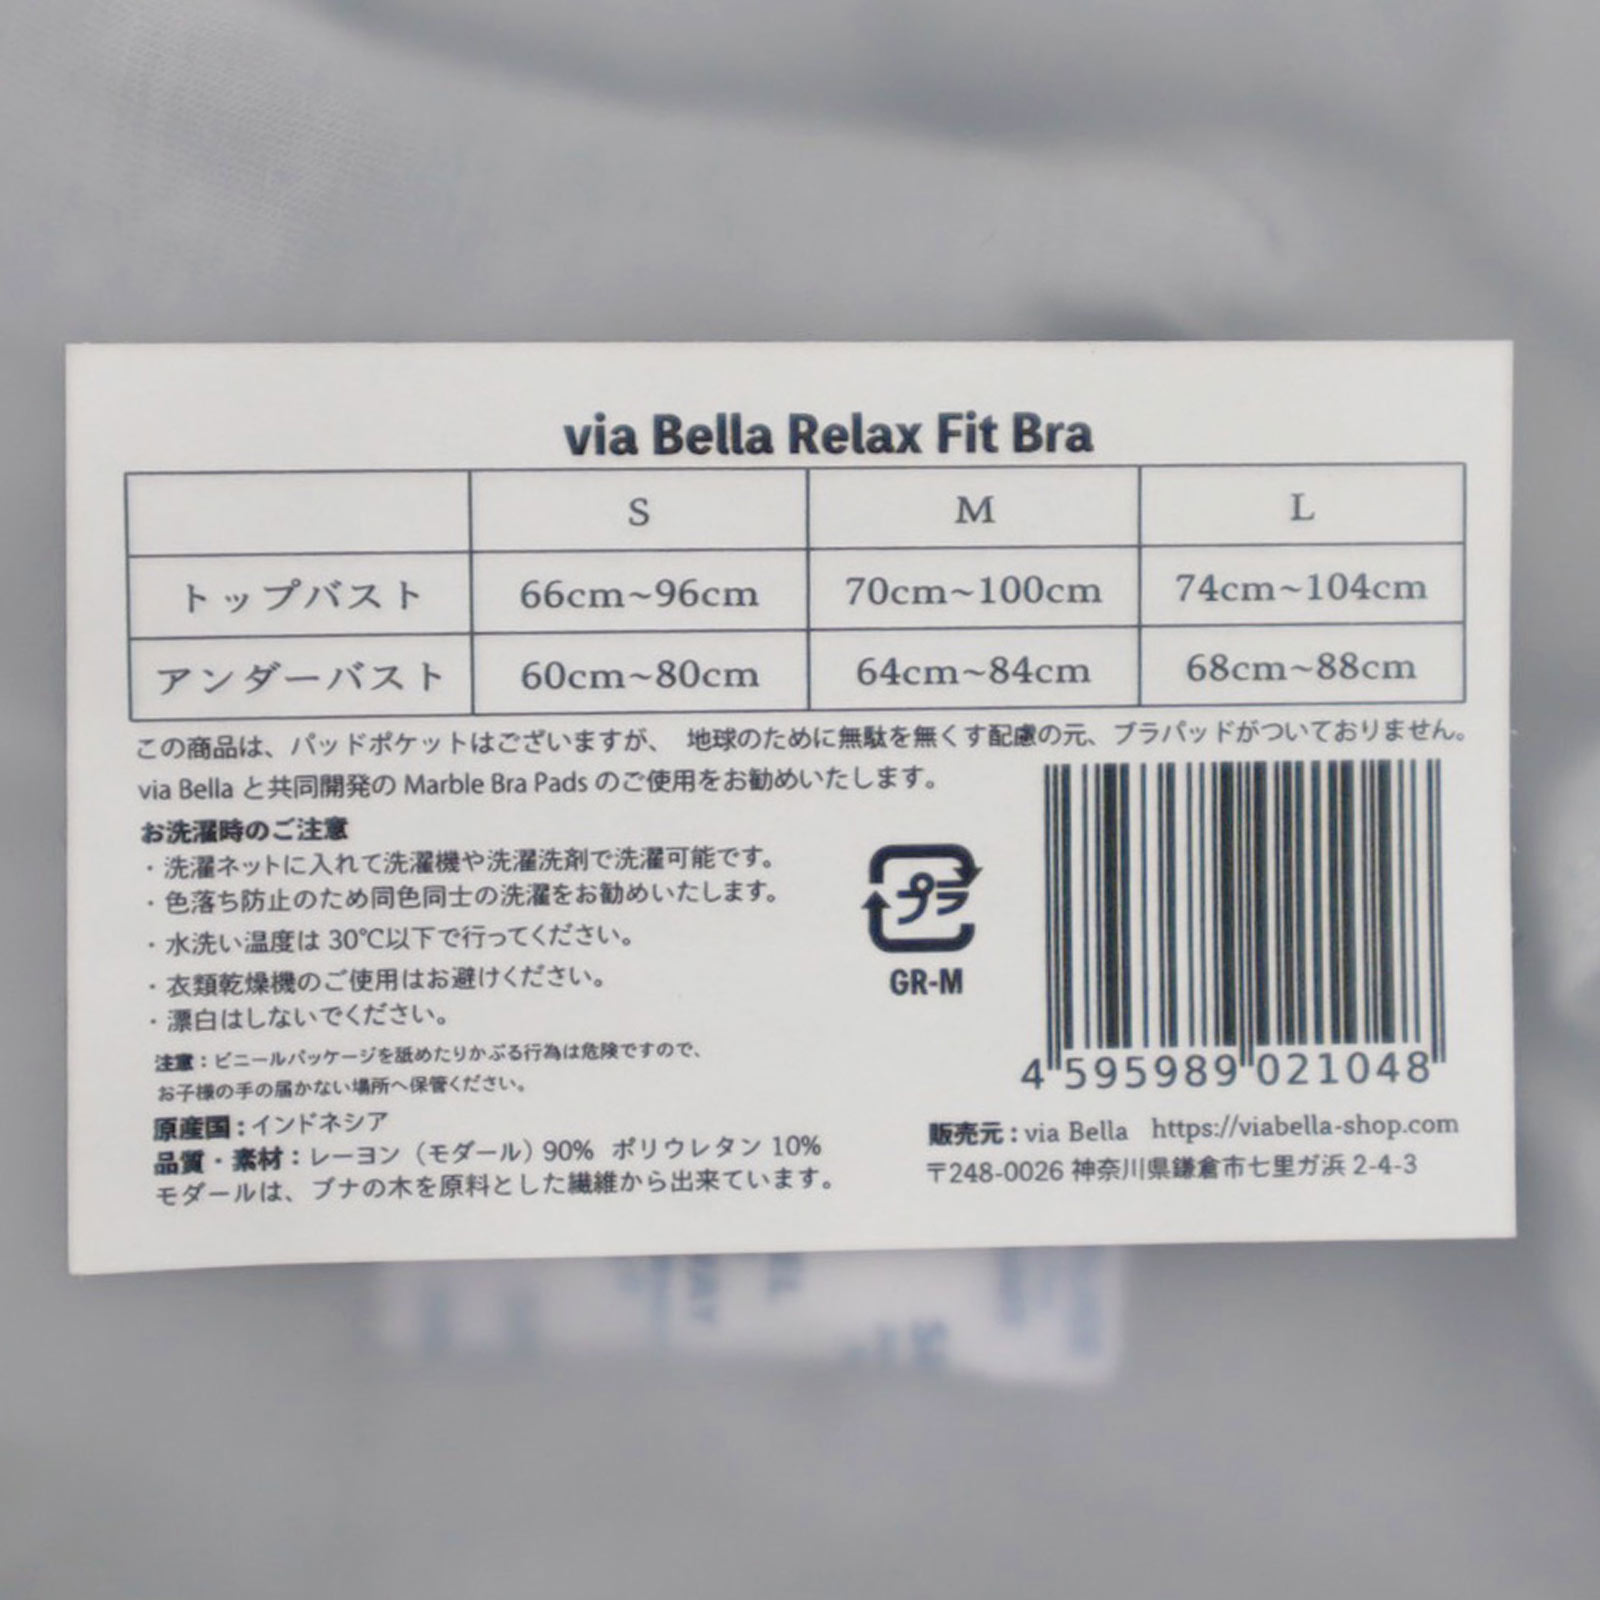 via Bella Relax Fit Bra
S M L
トップバスト 66cm~96cm 70cm~100cm 74cm~104cm
アンダーバスト 60cm~80cm 64cm~84cm 68cm~88cm
この商品は、パッドポケットはございますが、 地球のために無駄を無くす配慮の元、ブラパッドがついておりません。
via Bella と共同開発の Marble Bra Pads のご使用をお勧めいたします。
お洗濯時のご注意
・洗濯ネットに入れて洗濯機や洗濯洗剤で洗濯可能です。
・色落ち防止のため同色同士の洗濯をお勧めいたします。
・水洗い温度は 30℃以下で行ってください。
・衣類乾燥機のご使用はお避けください。
・漂白はしないでください。
注意：ビニールパッケージを舐めたりかぶる行為は危険ですので、
お子様の手の届かない場所へ保管ください。
原産国：インドネシア
品質・素材：レーヨン（モダール）90% ポリウレタン 10%
モダールは、ブナの木を原料とした繊維から出来ています。
プラ
GR-M
4 595989 021048
販売元：via Bella https://viabella-shop.com
〒248-0026 神奈川県鎌倉市七里ガ浜 2-4-3